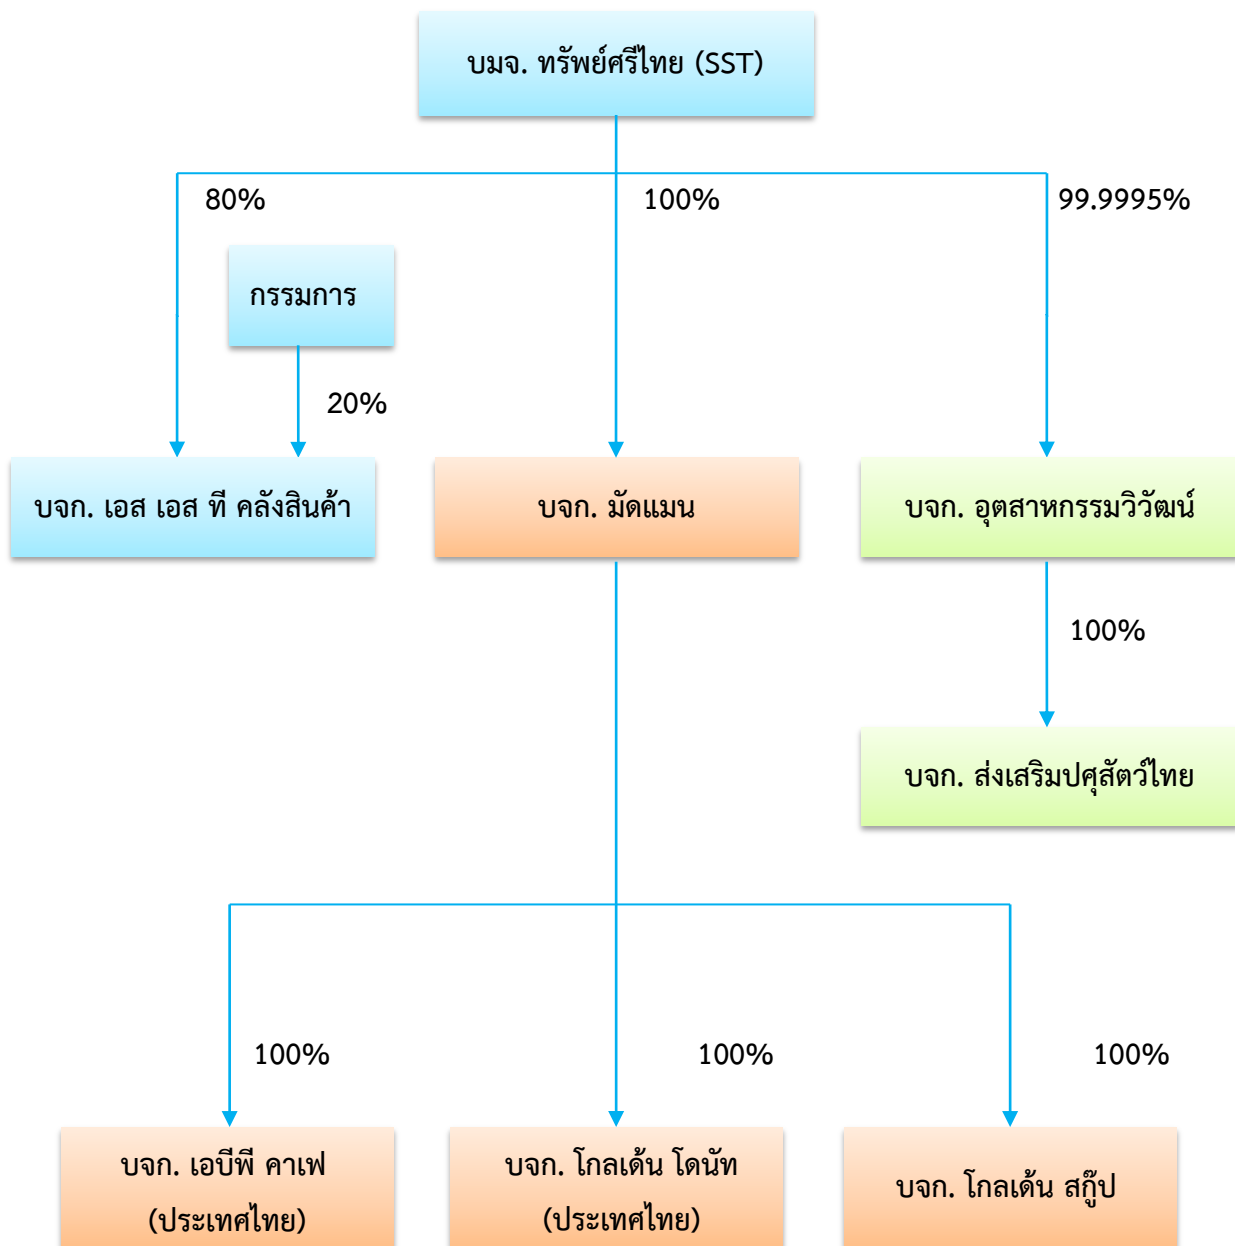 บมจ. ทรัพย์ศรีไทย (SST)
80%
100%
99.9995%
กรรมการ
20%
บจก. เอส เอส ที คลังสินค้า
บจก. มัดแมน
บจก. อุตสาหกรรมวิวัฒน์
100%
บจก. ส่งเสริมปศุสัตว์ไทย
100%
100%
100%
บจก. เอบีพี คาเฟ่
(ประเทศไทย)
บจก. โกลเด้น โดนัท
(ประเทศไทย)
บจก. โกลเด้น สกู๊ป